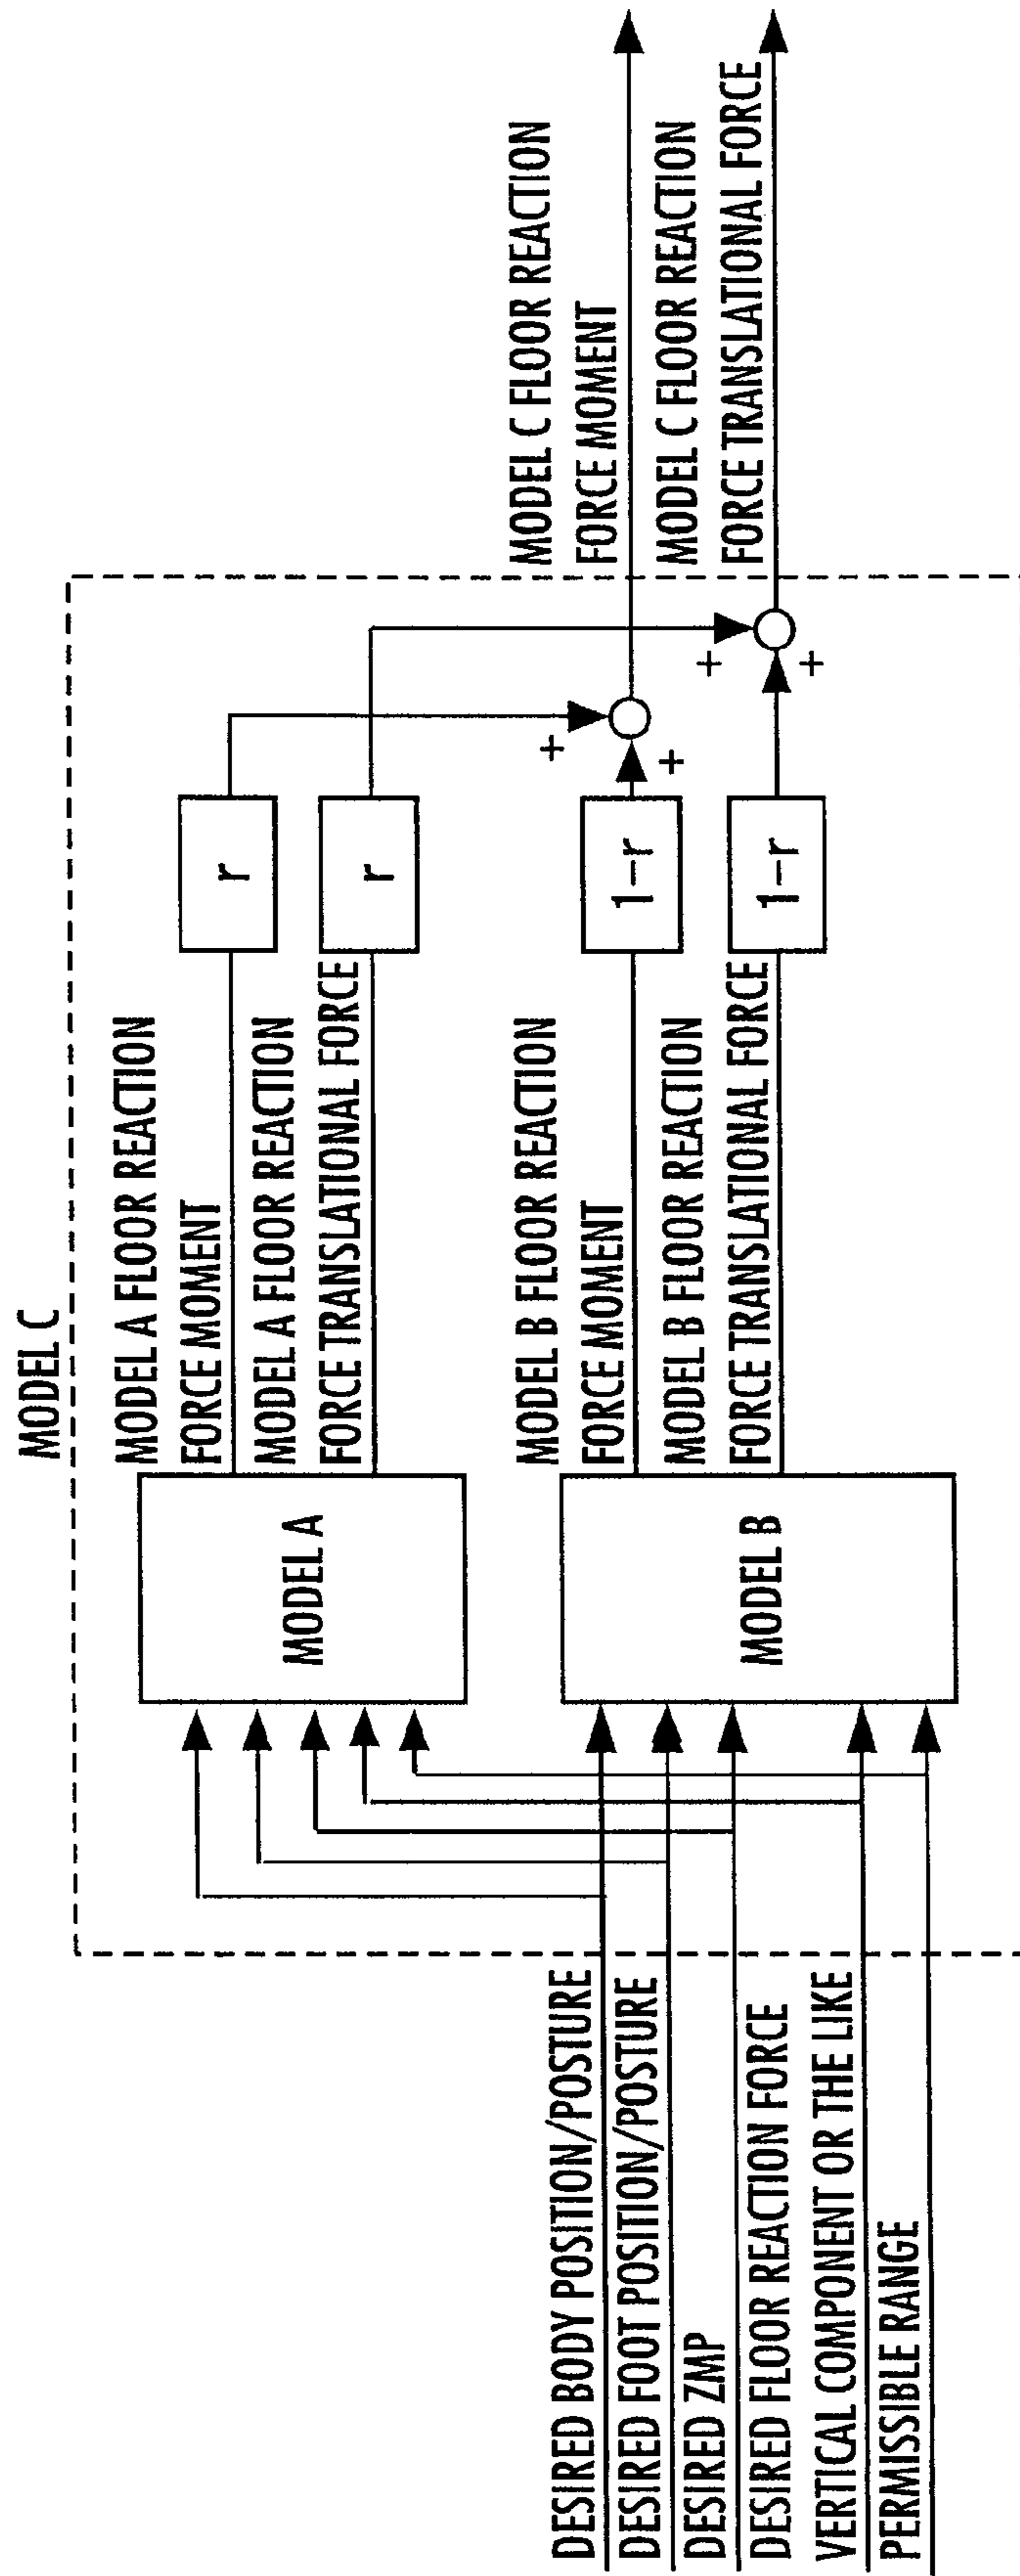 MODEL C
MODEL A FLOOR REACTION
FORCE MOMENT
MODEL A FLOOR REACTION
FORCE TRANSLATIONAL FORCE
MODEL A
r
r
MODEL B FLOOR REACTION
FORCE MOMENT
MODEL B FLOOR REACTION
FORCE TRANSLATIONAL FORCE
MODEL B
1-r
1-r
+
+
+
+
MODEL C FLOOR REACTION
FORCE MOMENT
MODEL C FLOOR REACTION
FORCE TRANSLATIONAL FORCE
DESIRED BODY POSITION/POSTURE
DESIRED FOOT POSITION/POSTURE
DESIRED ZMP
DESIRED FLOOR REACTION FORCE
VERTICAL COMPONENT OR THE LIKE
PERMISSIBLE RANGE